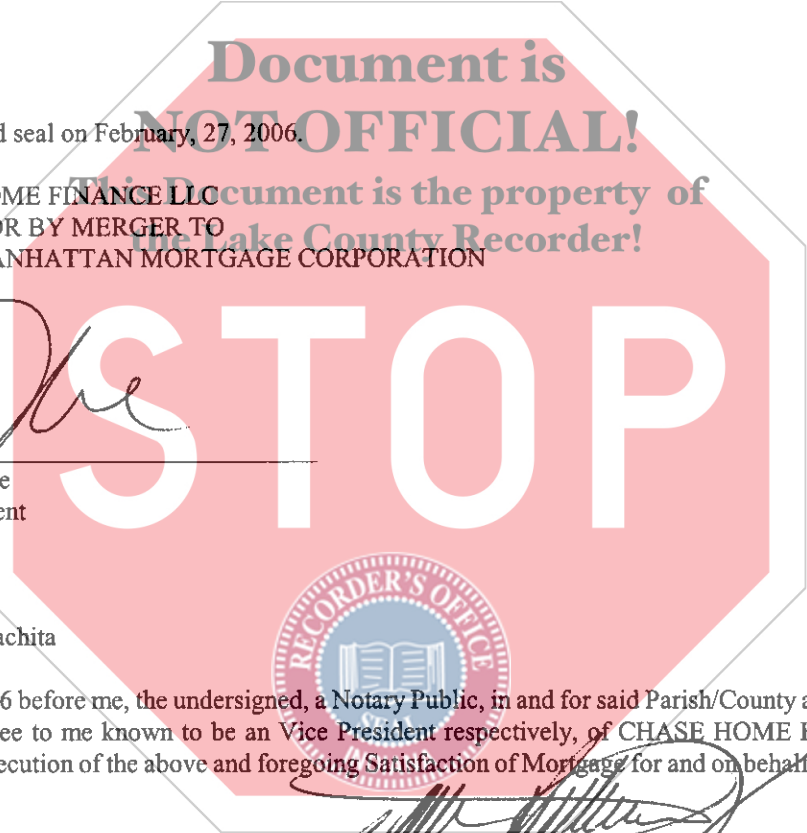 Document is
NOT OFFICIAL!
This Document is the property of
the Lake County Recorder!
d seal on February, 27, 2006.
ME FINANCE LLC
OR BY MERGER TO
ANHATTAN MORTGAGE CORPORATION
STOP
e
ent
RECORDER'S OFFICE
SEAL
achita
6 before me, the undersigned, a Notary Public, in and for said Parish/County a
ee to me known to be an Vice President respectively, of CHASE HOME
ecution of the above and foregoing Satisfaction of Mortgage for and on behalf